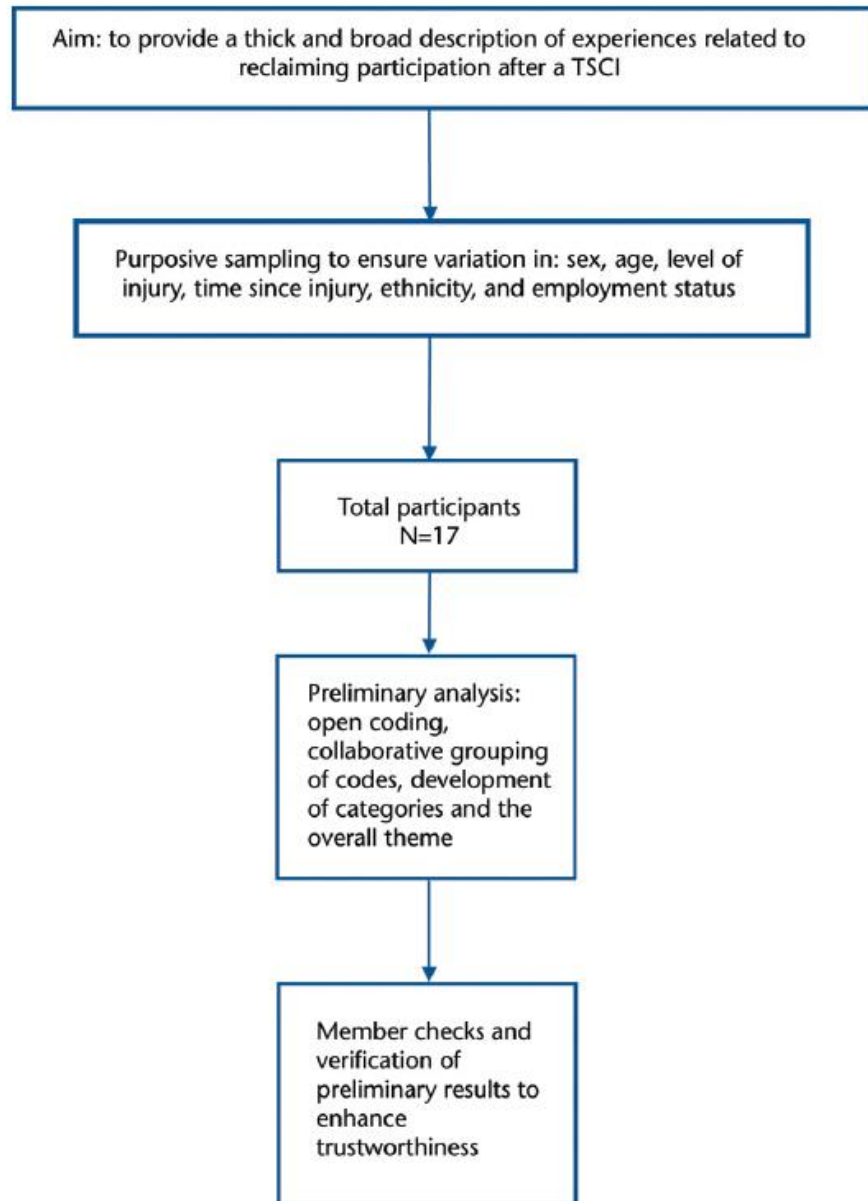 Aim: to provide a thick and broad description of experiences related to
reclaiming participation after a TSCI
Purposive sampling to ensure variation in: sex, age, level of
injury, time since injury, ethnicity, and employment status
Total participants
N=17
Preliminary analysis:
open coding,
collaborative grouping
of codes, development
of categories and the
overall theme
Member checks and
verification of
preliminary results to
enhance
trustworthiness